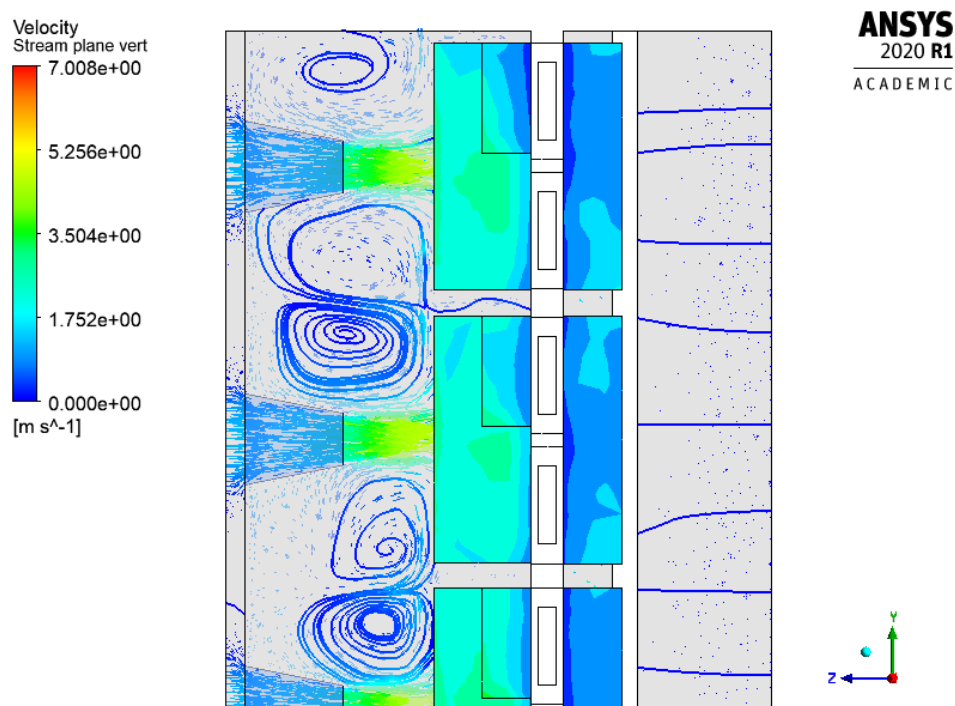 Velocity
Stream plane vert
7.008e+00
5.256e+00
3.504e+00
1.752e+00
0.000e+00
[m s^-1]
ANSYS
2020 R1
ACADEMIC
Y
Z